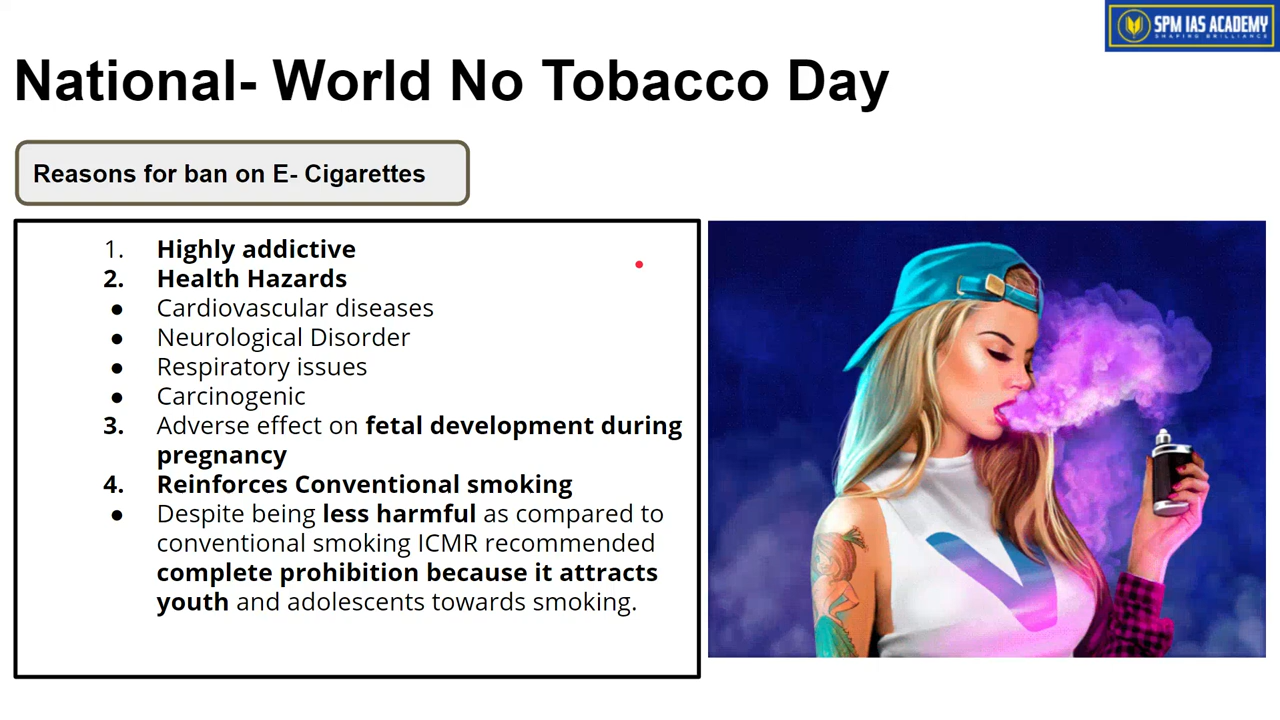 SPM IAS ACADEMY
SHAPING BRILLIANCE
National- World No Tobacco Day
Reasons for ban on E- Cigarettes
1. Highly addictive
2. Health Hazards
● Cardiovascular diseases
● Neurological Disorder
● Respiratory issues
● Carcinogenic
3. Adverse effect on fetal development during
pregnancy
4. Reinforces Conventional smoking
● Despite being less harmful as compared to
conventional smoking ICMR recommended
complete prohibition because it attracts
youth and adolescents towards smoking.